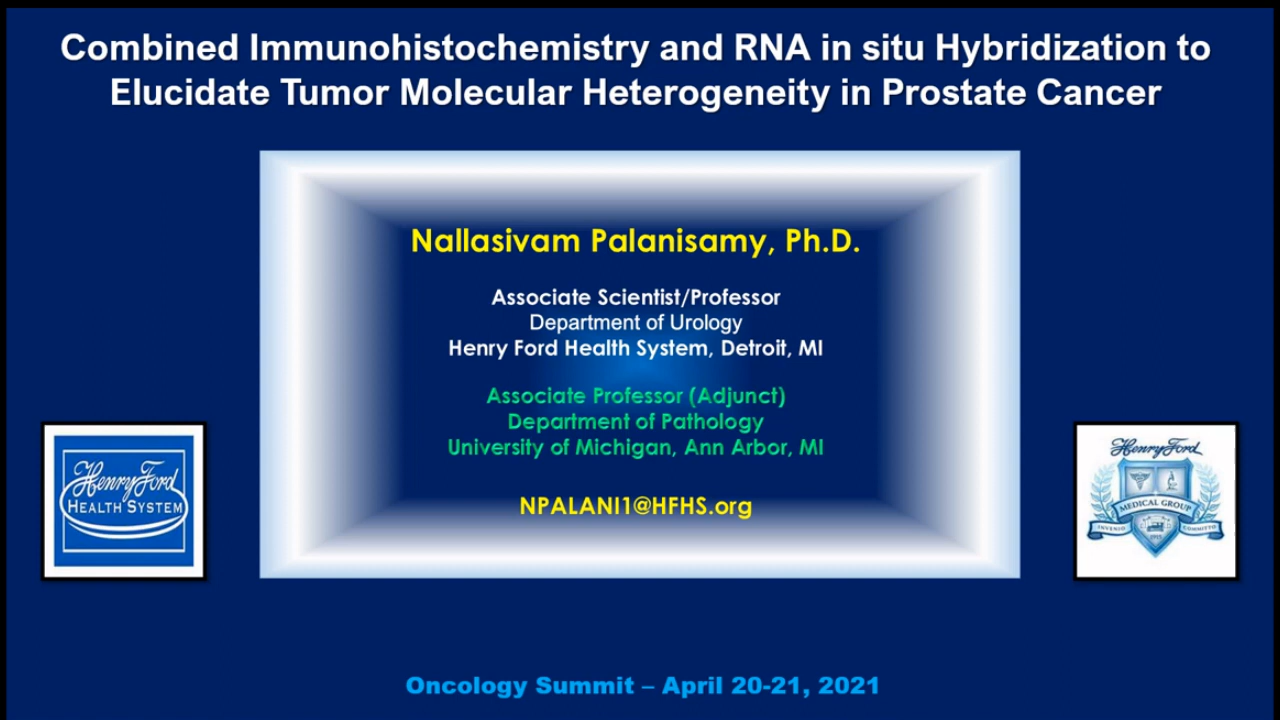 Combined Immunohistochemistry and RNA in situ Hybridization to
Elucidate Tumor Molecular Heterogeneity in Prostate Cancer
Nallasivam Palanisamy, Ph.D.
Associate Scientist/Professor
Department of Urology
Henry Ford Health System, Detroit, MI
Associate Professor (Adjunct)
Department of Pathology
University of Michigan, Ann Arbor, MI
NPALANI1@HFHS.org
Henry Ford
HEALTH SYSTEM
Henry Ford
MEDICAL GROUP
INVENIO
COMMITTO
1915
Oncology Summit – April 20-21, 2021